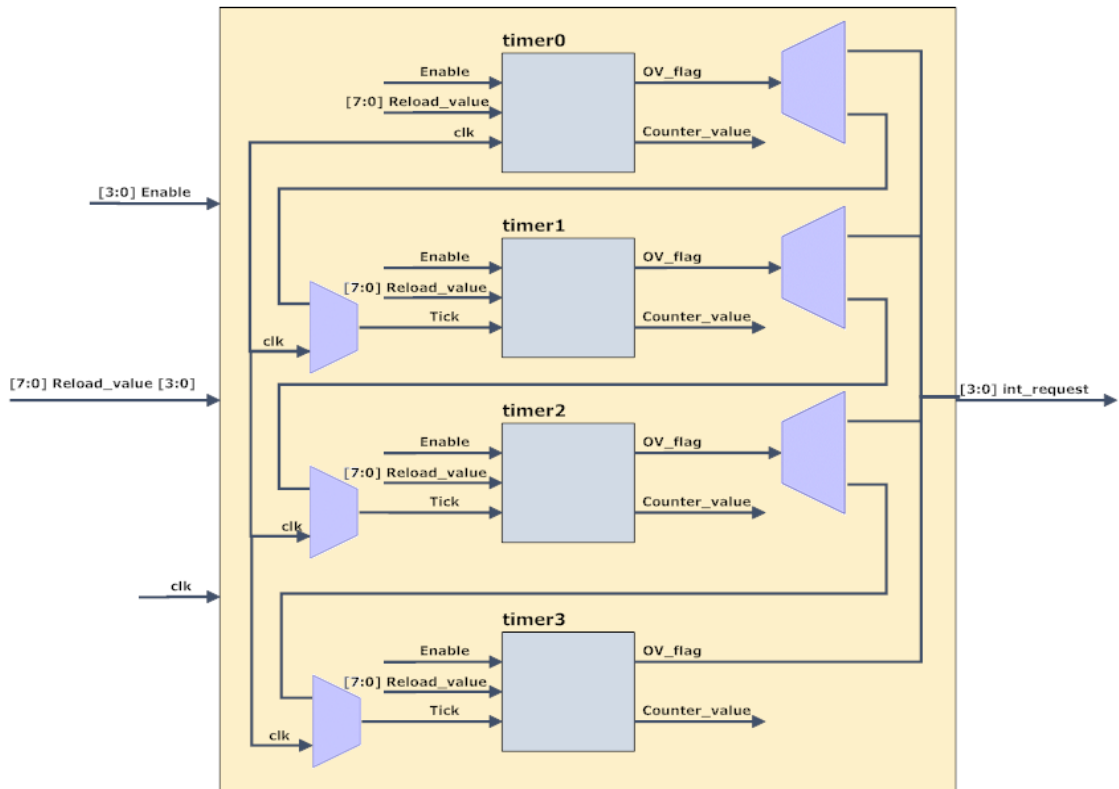 timer0
Enable
OV_flag
[7:0] Reload_value
clk
Counter_value
[3:0] Enable
timer1
Enable
OV_flag
[7:0] Reload_value
Tick
Counter_value
clk
[7:0] Reload_value [3:0]
[3:0] int_request
timer2
Enable
OV_flag
[7:0] Reload_value
Tick
Counter_value
clk
clk
timer3
Enable
OV_flag
[7:0] Reload_value
Tick
Counter_value
clk